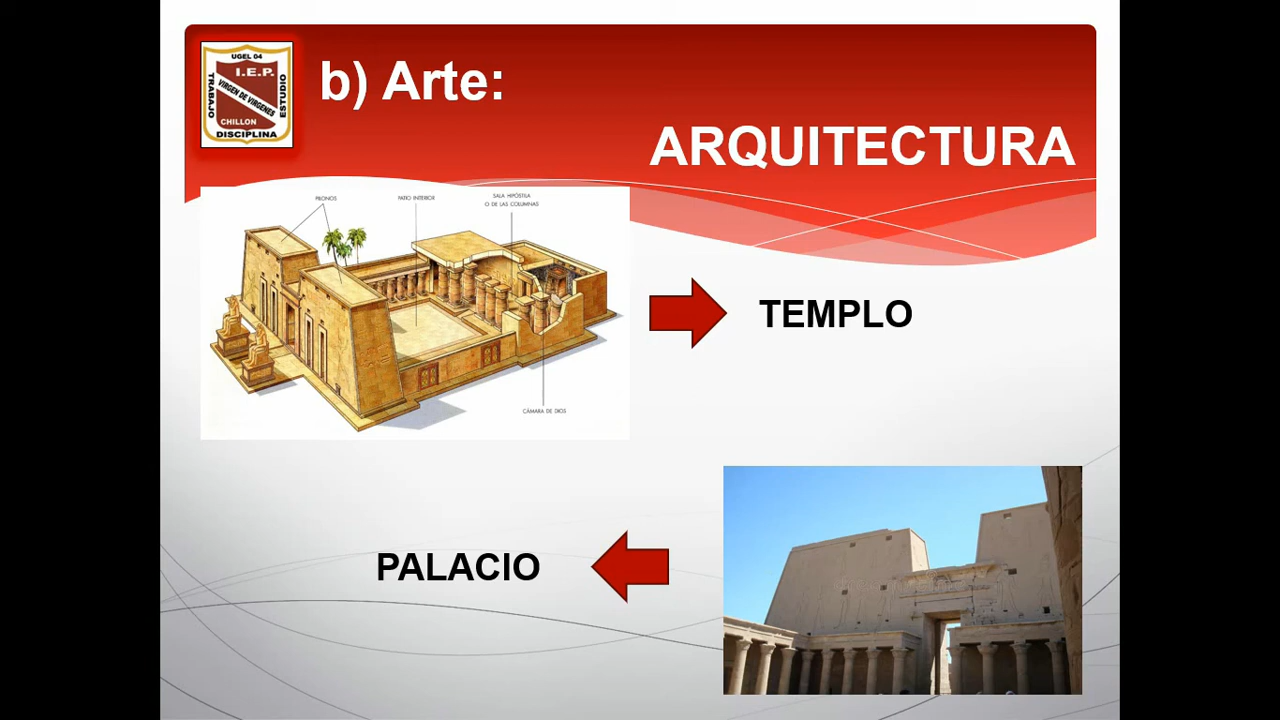 UGEL 04
I.E.P.
VIRGEN DE VIRGENES
CHILLON
TRABAJO
ESTUDIO
DISCIPLINA
b) Arte:
ARQUITECTURA
PILONOS
PATIO INTERIOR
SALA HIPÓSTILA
O DE LAS COLUMNAS
CÁMARA DE DIOS
TEMPLO
PALACIO